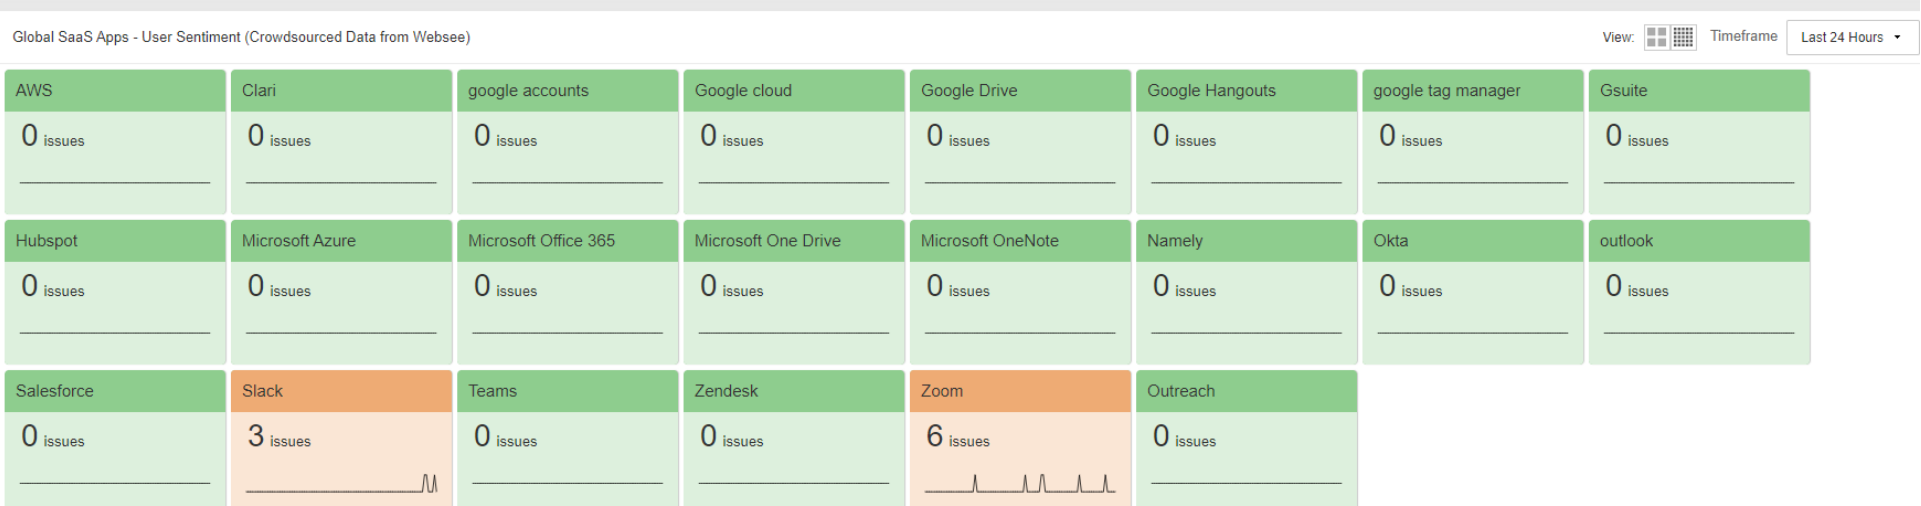 Global SaaS Apps - User Sentiment (Crowdsourced Data from Websee)
View:
Timeframe
Last 24 Hours
AWS
0 issues
Clari
0 issues
google accounts
0 issues
Google cloud
0 issues
Google Drive
0 issues
Google Hangouts
0 issues
google tag manager
0 issues
Gsuite
0 issues
Hubspot
0 issues
Microsoft Azure
0 issues
Microsoft Office 365
0 issues
Microsoft One Drive
0 issues
Microsoft OneNote
0 issues
Namely
0 issues
Okta
0 issues
outlook
0 issues
Salesforce
0 issues
Slack
3 issues
Teams
0 issues
Zendesk
0 issues
Zoom
6 issues
Outreach
0 issues